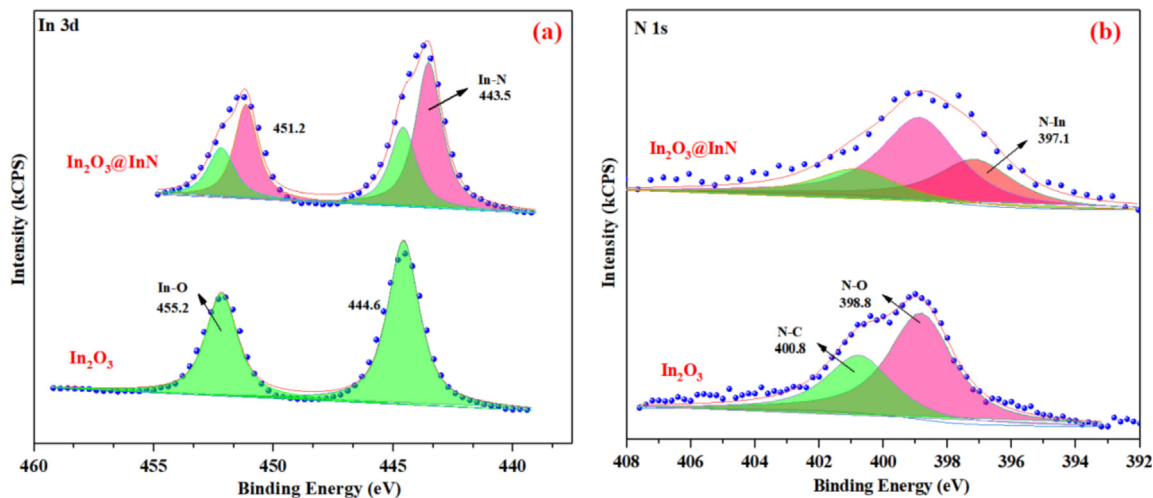 In 3d
(a)
In-N
443.5
451.2
In₂O₃@InN
In-O
455.2
444.6
In₂O₃
Intensity (kCPS)
460
455
450
445
440
Binding Energy (eV)
N 1s
(b)
In₂O₃@InN
N-In
397.1
N-O
398.8
N-C
400.8
In₂O₃
Intensity (kCPS)
408
406
404
402
400
398
396
394
392
Binding Energy (eV)